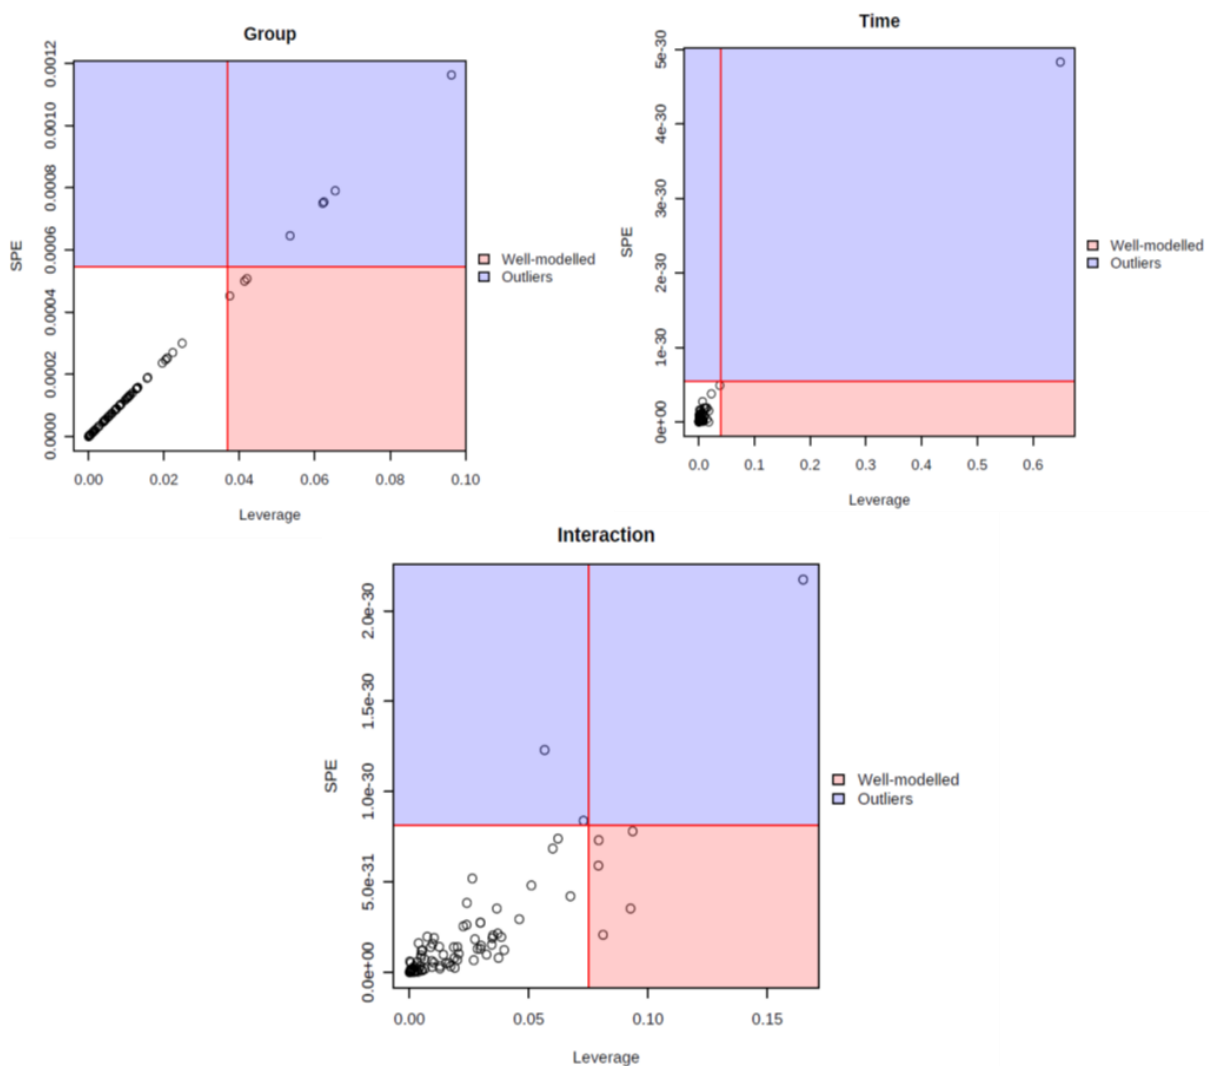 Group
SPE
0.0000
0.0002
0.0004
0.0006
0.0008
0.0010
0.0012
0.00
0.02
0.04
0.06
0.08
0.10
Leverage
Well-modelled
Outliers
Time
SPE
0e+00
1e-30
2e-30
3e-30
4e-30
5e-30
0.0
0.1
0.2
0.3
0.4
0.5
0.6
Leverage
Well-modelled
Outliers
Interaction
SPE
0.0e+00
5.0e-31
1.0e-30
1.5e-30
2.0e-30
0.00
0.05
0.10
0.15
Leverage
Well-modelled
Outliers